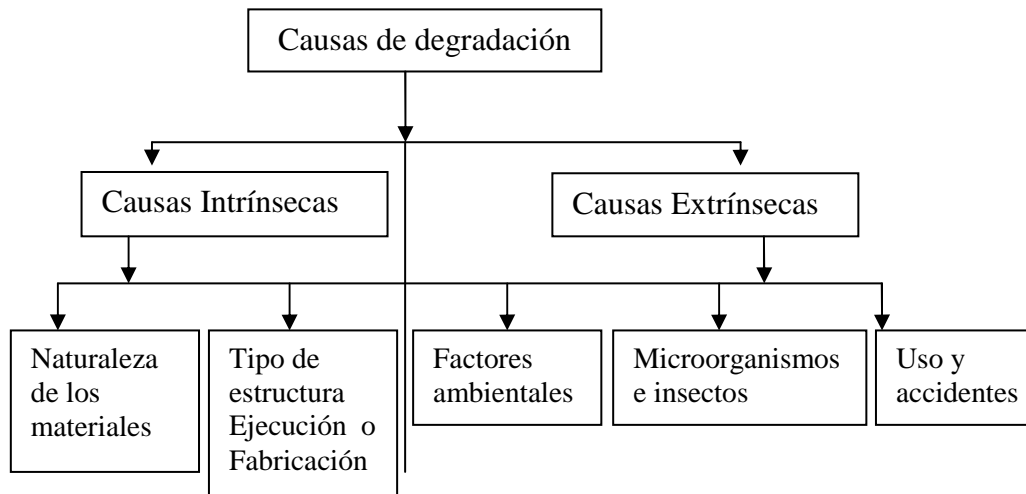 Causas de degradación
Causas Intrínsecas
Causas Extrínsecas
Naturaleza
de los
materiales
Tipo de
estructura
Ejecución o
Fabricación
Factores
ambientales
Microorganismos
e insectos
Uso y
accidentes